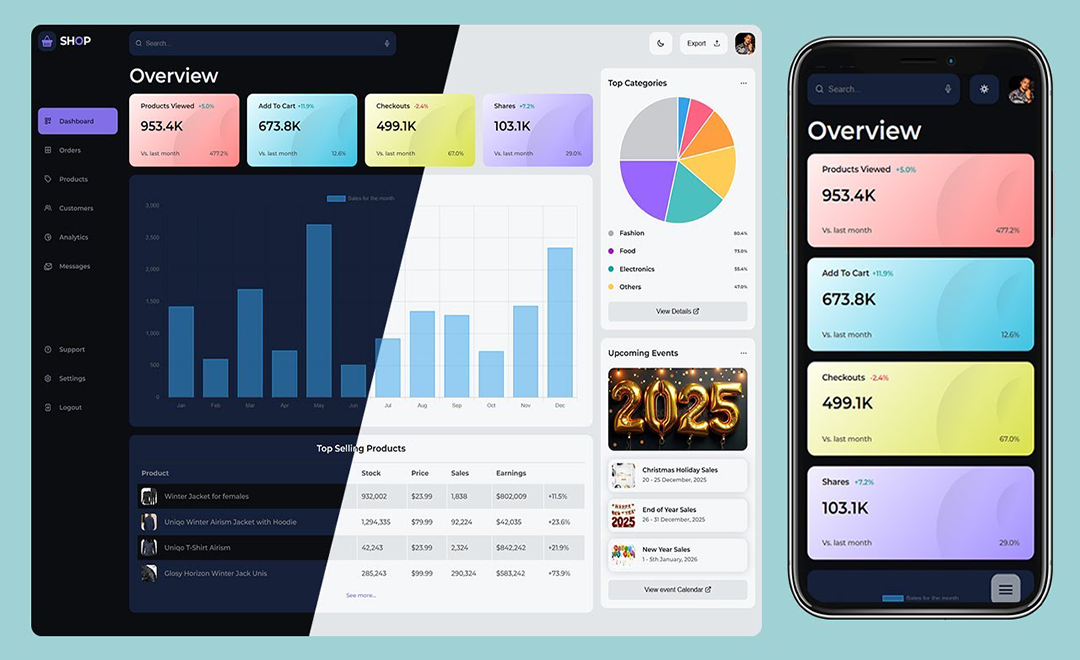 SHOP
Search...
Export
Overview
Products Viewed +5.0%
953.4K
Vs. last month 477.2%
Add To Cart +11.9%
673.8K
Vs. last month 12.6%
Checkouts -2.4%
499.1K
Vs. last month 67.0%
Shares +7.2%
103.1K
Vs. last month 29.0%
Dashboard
Orders
Products
Customers
Analytics
Messages
Support
Settings
Logout
Sales for the month
3,000
2,500
2,000
1,500
1,000
500
0
Jan Feb Mar Apr May Jun Jul Aug Sep Oct Nov Dec
Top Selling Products
Product Stock Price Sales Earnings
Winter Jacket for females 932,002 $23.99 1,838 $802,009 +11.5%
Uniqo Winter Airism Jacket with Hoodie 1,294,335 $79.99 92,224 $42,035 +23.6%
Uniqo T-Shirt Airism 42,243 $23.99 2,324 $842,242 +21.9%
Glosy Horizon Winter Jack Unis 285,243 $99.99 290,324 $583,242 +73.9%
See more...
Top Categories
Fashion 80.4%
Food 73.0%
Electronics 55.4%
Others 47.0%
View Details
Upcoming Events
2025
Christmas Holiday Sales
20 - 25 December, 2025
HAPPY NEW YEAR 2025
End of Year Sales
26 - 31 December, 2025
New Year Sales
1 - 5th January, 2026
View event Calendar
Search...
Overview
Products Viewed +5.0%
953.4K
Vs. last month 477.2%
Add To Cart +11.9%
673.8K
Vs. last month 12.6%
Checkouts -2.4%
499.1K
Vs. last month 67.0%
Shares +7.2%
103.1K
Vs. last month 29.0%
Sales for the month